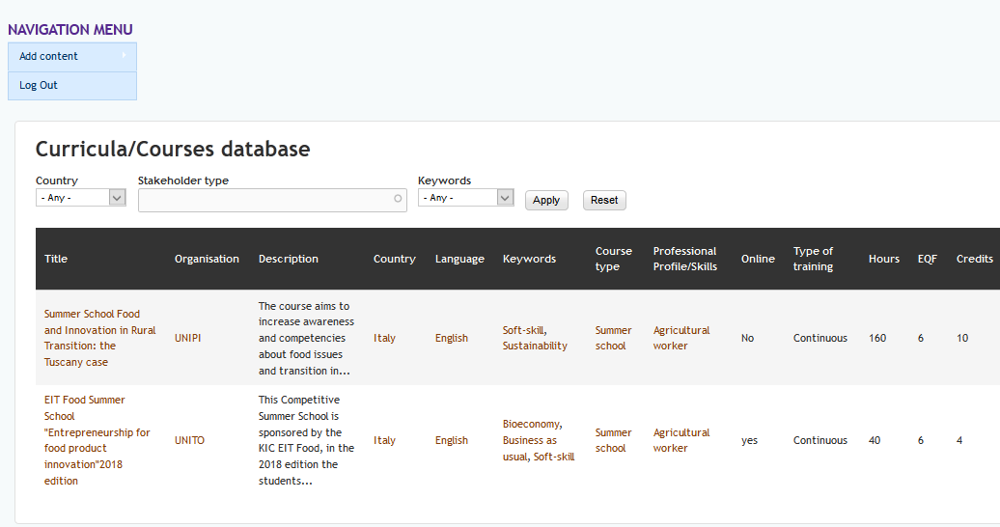 NAVIGATION MENU
Add content
Log Out
Curricula/Courses database
Country
Stakeholder type
Keywords
- Any -
- Any -
Apply
Reset
Title
Organisation
Description
Country
Language
Keywords
Course
type
Professional
Profile/Skills
Online
Type of
training
Hours
EQF
Credits
Summer School Food
and Innovation in Rural
Transition: the
Tuscany case
UNIPI
The course aims to
increase awareness
and competencies
about food issues
and transition in...
Italy
English
Soft-skill,
Sustainability
Summer
school
Agricultural
worker
No
Continuous
160
6
10
EIT Food Summer
School
"Entrepreneurship for
food product
innovation"2018
edition
UNITO
This Competitive
Summer School is
sponsored by the
KIC EIT Food, in the
2018 edition the
students...
Italy
English
Bioeconomy,
Business as
usual, Soft-skill
Summer
school
Agricultural
worker
yes
Continuous
40
6
4